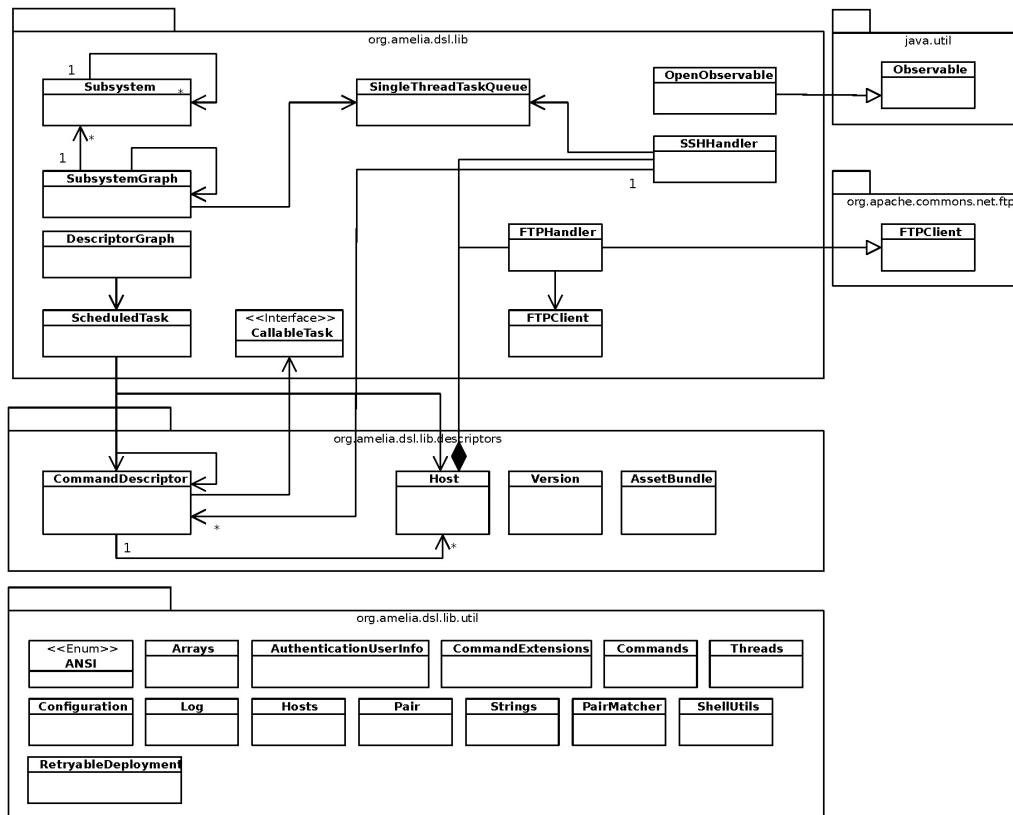 org.amelia.dsl.lib
java.util
1
Subsystem
*
SingleThreadTaskQueue
OpenObservable
Observable
*
1
SSHHandler
SubsystemGraph
1
org.apache.commons.net.ftp
DescriptorGraph
FTPHandler
FTPClient
ScheduledTask
<<Interface>>
CallableTask
FTPClient
org.amelia.dsl.lib.descriptors
CommandDescriptor
Host
Version
AssetBundle
*
1
*
org.amelia.dsl.lib.util
<<Enum>>
ANSI
Arrays
AuthenticationUserInfo
CommandExtensions
Commands
Threads
Configuration
Log
Hosts
Pair
Strings
PairMatcher
ShellUtils
RetryableDeployment